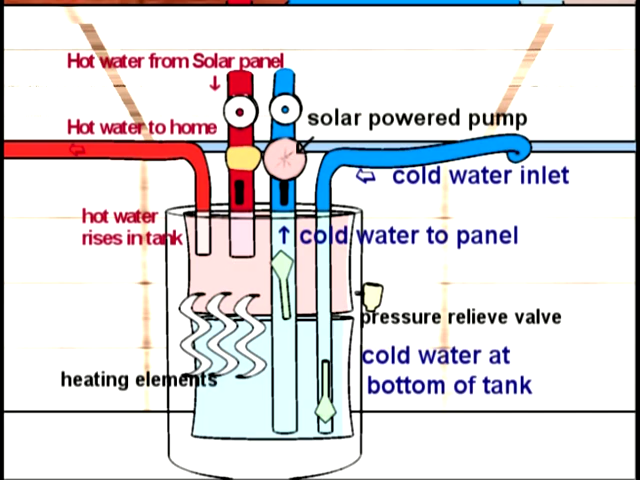 Hot water from Solar panel
solar powered pump
Hot water to home
cold water inlet
hot water
rises in tank
cold water to panel
pressure relieve valve
cold water at
bottom of tank
heating elements